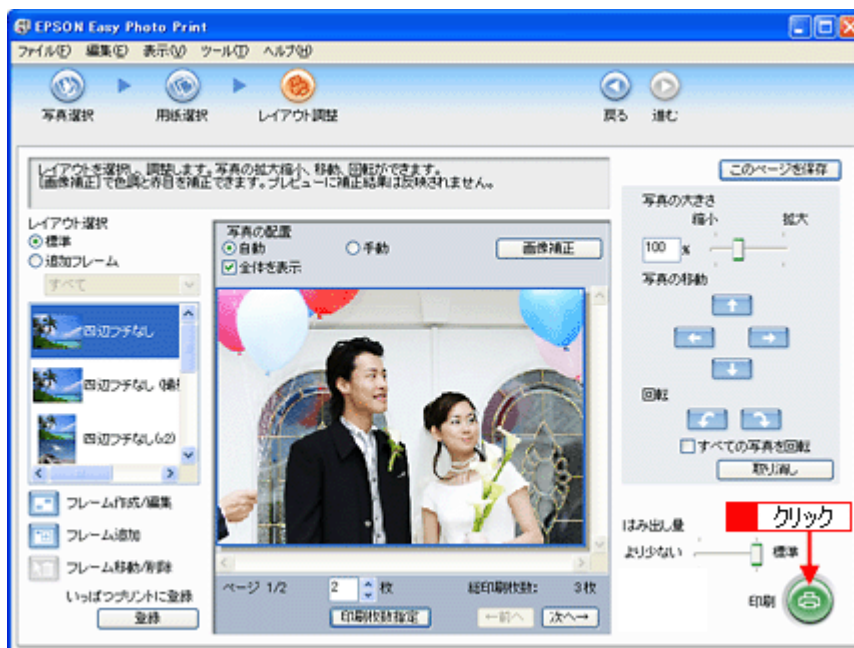 EPSON Easy Photo Print
ファイル(F) 編集(E) 表示(V) ツール(T) ヘルプ(H)
写真選択 用紙選択 レイアウト調整 戻る 進む
レイアウトを選択し、調整します。写真の拡大縮小、移動、回転ができます。
[画像補正]で色調と赤目を補正できます。プレビューに補正結果は反映されません。
このページを保存
レイアウト選択
標準
追加フレーム
すべて
四辺フチなし
四辺フチなし
四辺フチなし(x2)
フレーム作成/編集
フレーム追加
フレーム移動/削除
いっぱつプリントに登録
登録
写真の配置
自動 手動 画像補正
全体を表示
ページ 1/2 2 枚 総印刷枚数: 3枚
印刷枚数指定 ←前へ 次へ→
写真の大きさ
縮小 拡大
100 %
写真の移動
回転
すべての写真を回転
取り消し
クリック
はみ出し量
より少ない 標準
印刷